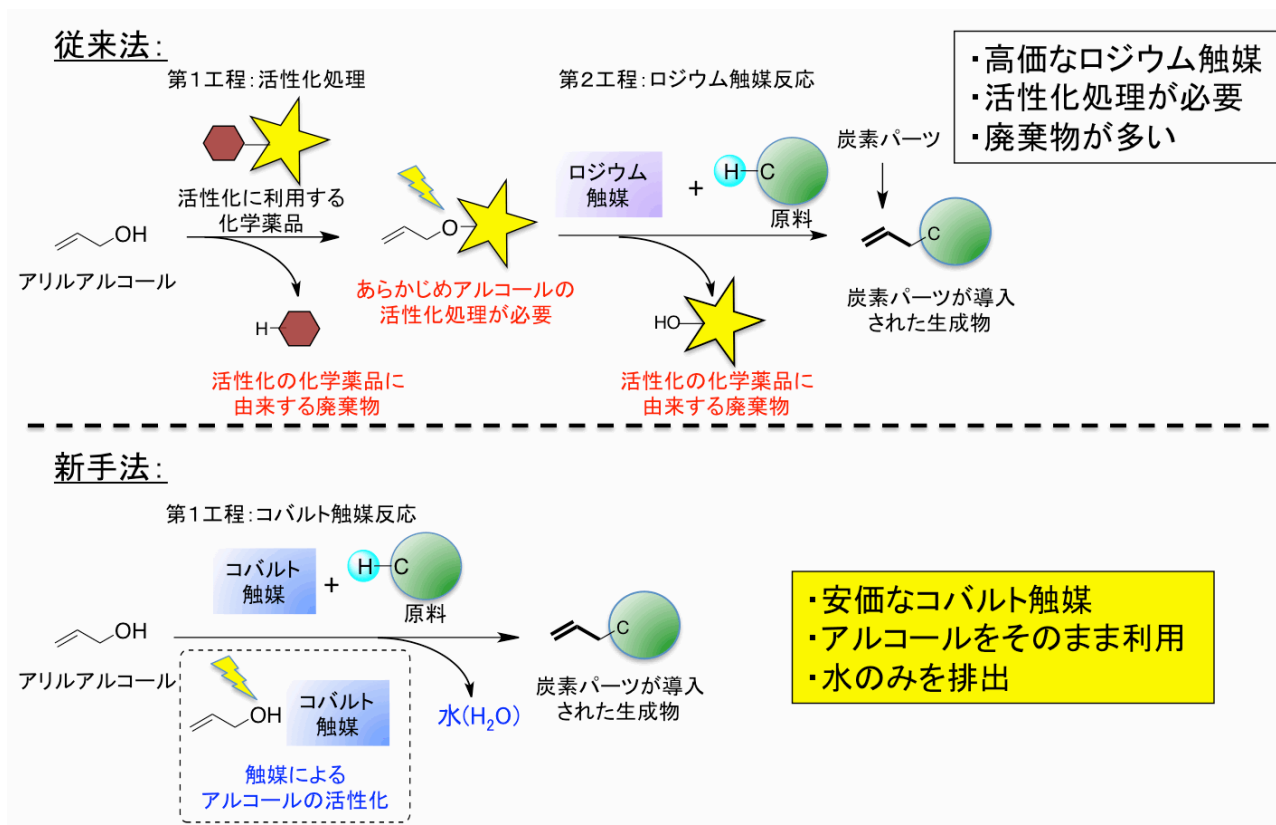 従来法:
・高価なロジウム触媒
・活性化処理が必要
・廃棄物が多い
第1工程:活性化処理
第2工程:ロジウム触媒反応
炭素パーツ
活性化に利用する
化学薬品
ロジウム
触媒
+
H-C
原料
OH
アリルアルコール
O
あらかじめアルコールの
活性化処理が必要
C
炭素パーツが導入
された生成物
H-
活性化の化学薬品に
由来する廃棄物
HO
活性化の化学薬品に
由来する廃棄物
新手法:
第1工程:コバルト触媒反応
コバルト
触媒
+
H-C
原料
OH
アリルアルコール
C
炭素パーツが導入
された生成物
・安価なコバルト触媒
・アルコールをそのまま利用
・水のみを排出
OH
コバルト
触媒
水(H₂O)
触媒による
アルコールの活性化